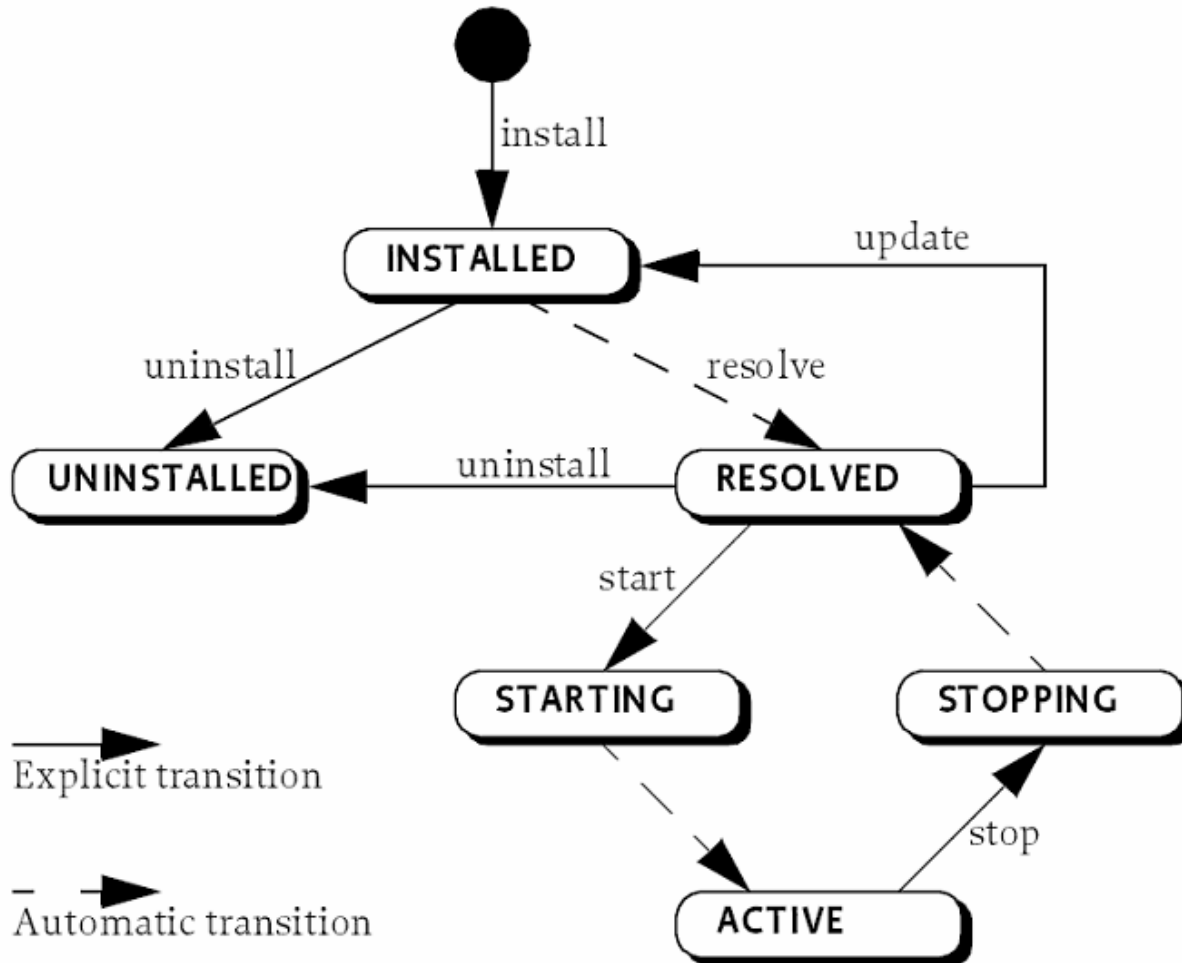 install
INSTALLED
update
uninstall
resolve
UNINSTALLED
uninstall
RESOLVED
start
STARTING
STOPPING
Explicit transition
stop
Automatic transition
ACTIVE